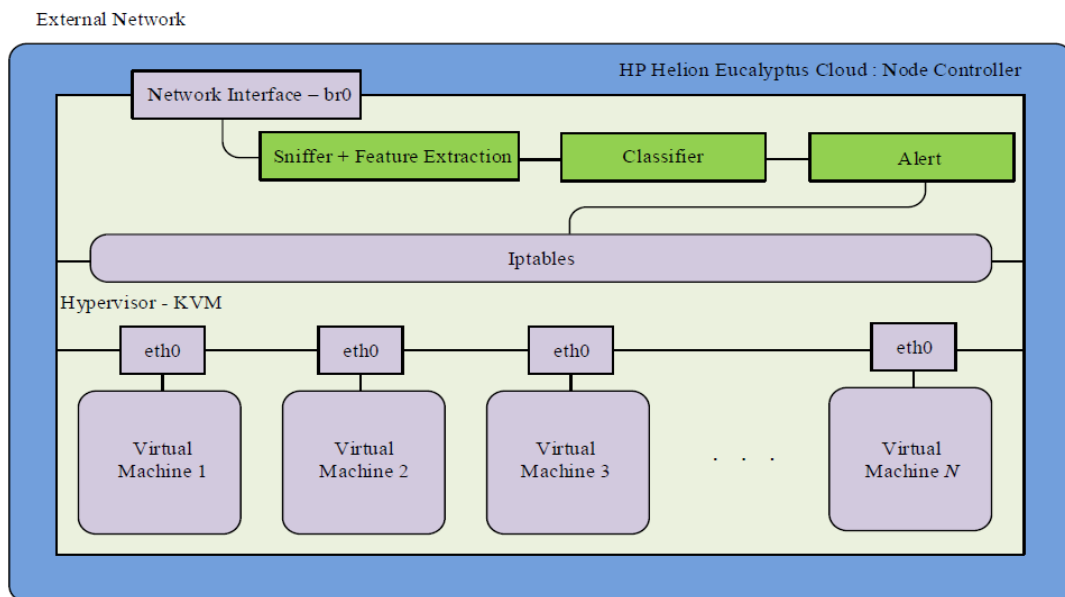 External Network
HP Helion Eucalyptus Cloud : Node Controller
Network Interface – br0
Sniffer + Feature Extraction
Classifier
Alert
Iptables
Hypervisor - KVM
eth0
eth0
eth0
eth0
Virtual
Machine 1
Virtual
Machine 2
Virtual
Machine 3
. . .
Virtual
Machine N